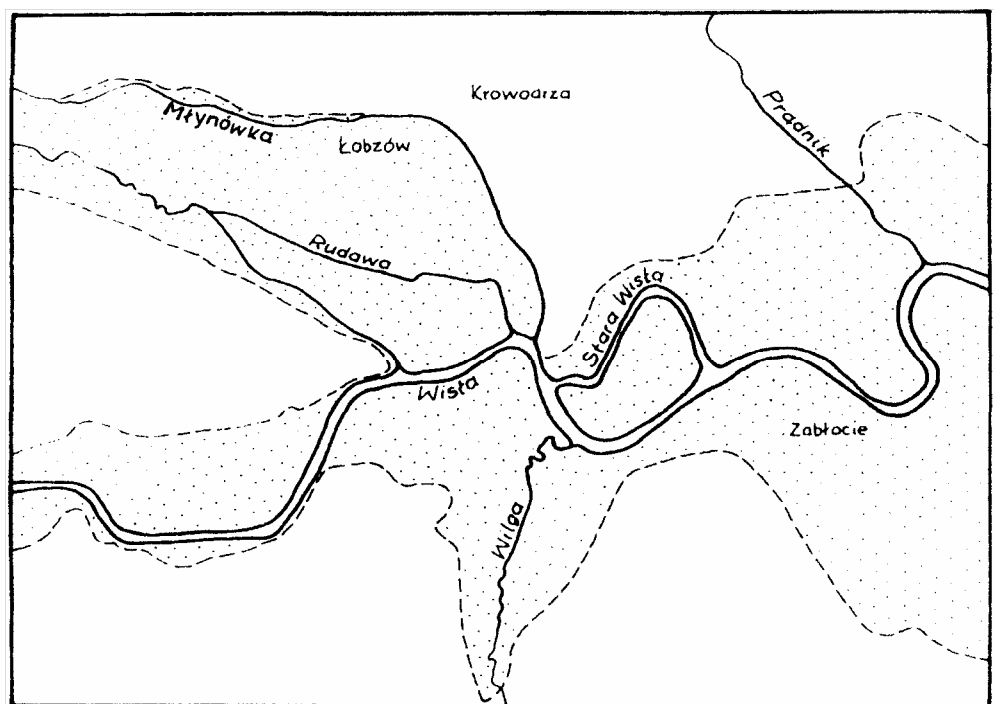 Krowodrza
Prądnik
Młynówka
Łobzów
Rudawa
Stara Wisła
Wisła
Zabłocie
Wilga